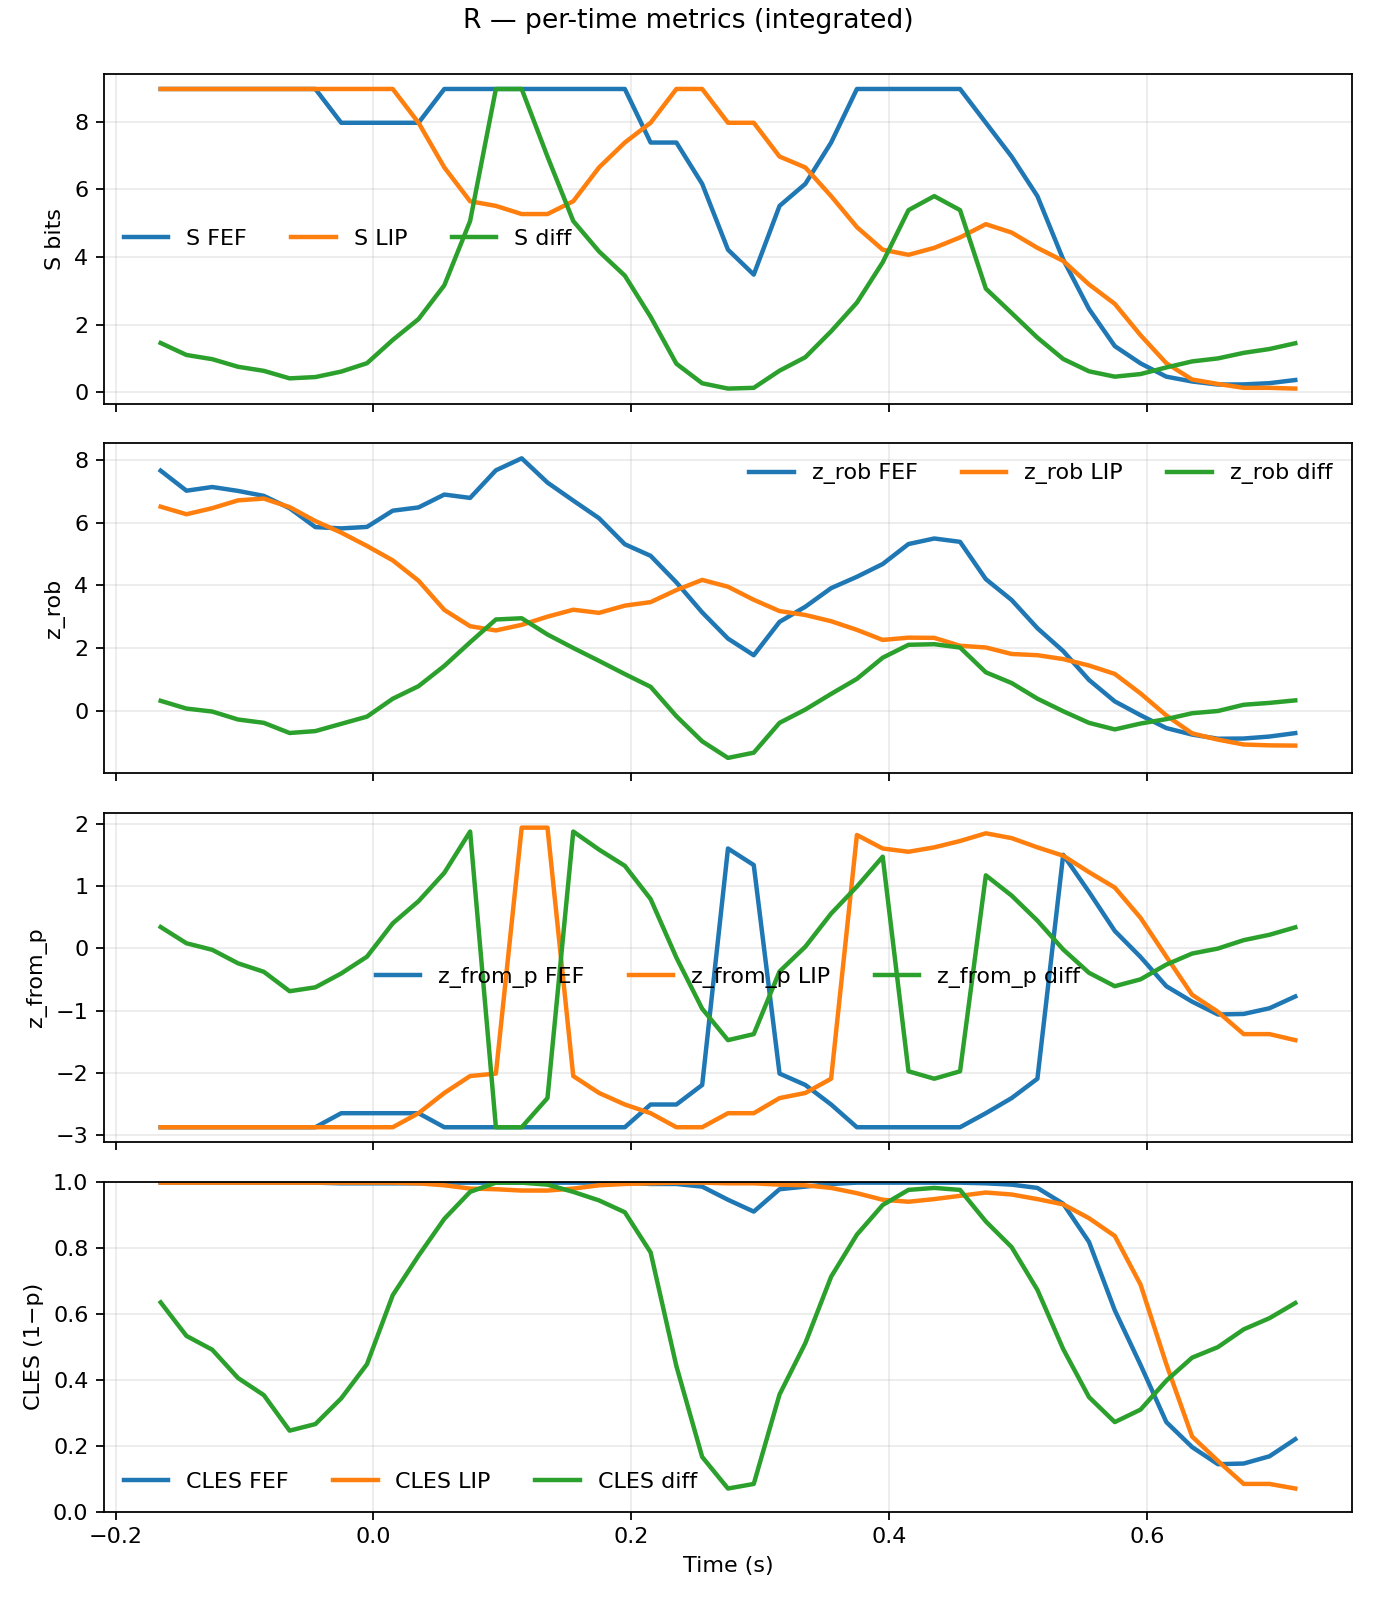 R — per-time metrics (integrated)
8
6
4
2
0
S bits
S FEF S LIP S diff
8
6
4
2
0
z_rob
z_rob FEF z_rob LIP z_rob diff
2
1
0
−1
−2
−3
z_from_p
z_from_p FEF z_from_p LIP z_from_p diff
1.0
0.8
0.6
0.4
0.2
0.0
CLES (1−p)
CLES FEF CLES LIP CLES diff
−0.2 0.0 0.2 0.4 0.6
Time (s)